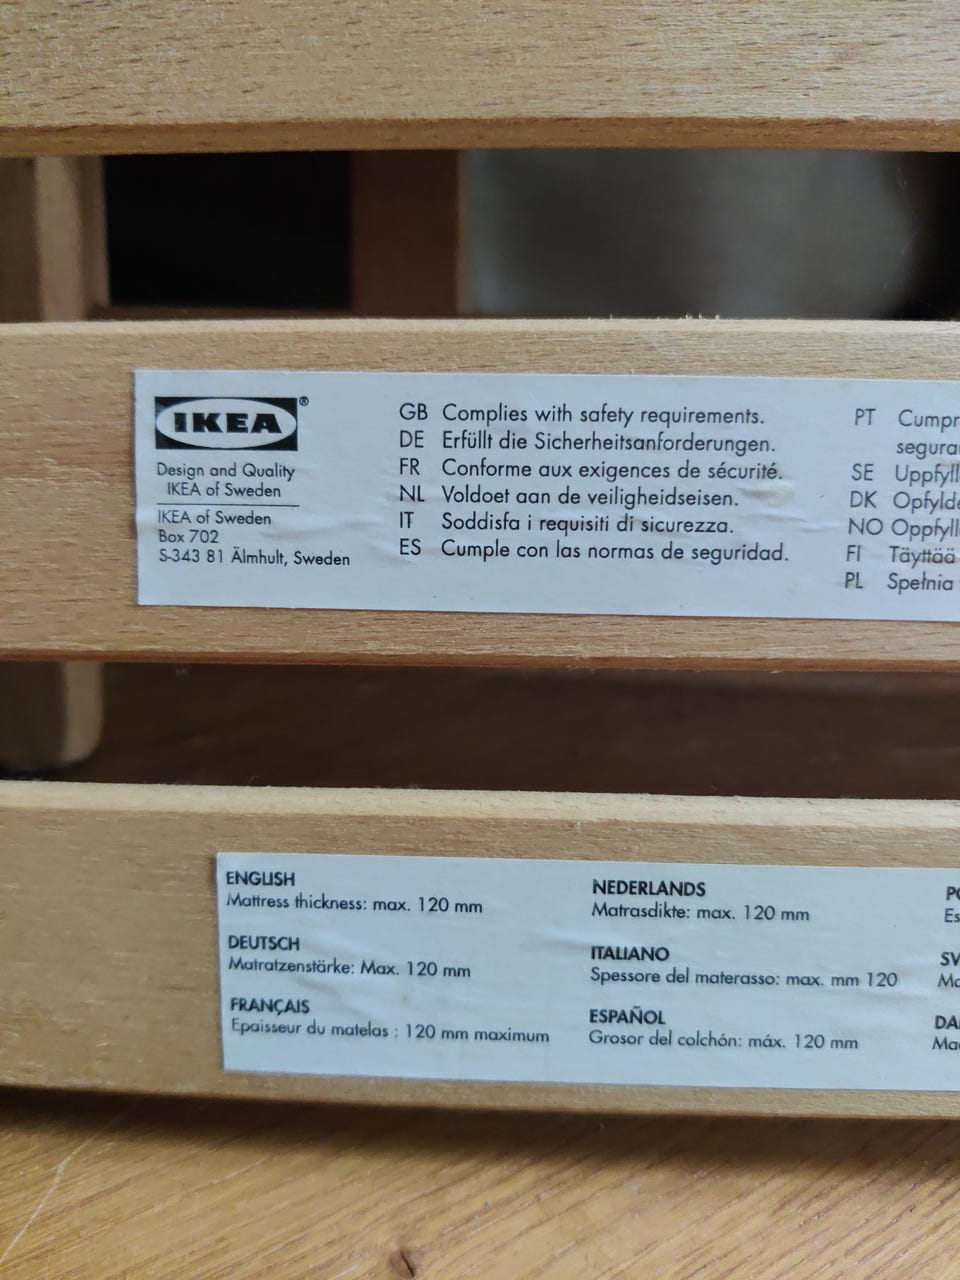 IKEA®
Design and Quality
IKEA of Sweden
IKEA of Sweden
Box 702
S-343 81 Älmhult, Sweden
GB Complies with safety requirements.
DE Erfüllt die Sicherheitsanforderungen.
FR Conforme aux exigences de sécurité.
NL Voldoet aan de veiligheidseisen.
IT Soddisfa i requisiti di sicurezza.
ES Cumple con las normas de seguridad.
PT
SE
DK
NO
FI Täyttää
PL Spełnia
ENGLISH
Mattress thickness: max. 120 mm
DEUTSCH
Matratzenstärke: Max. 120 mm
FRANÇAIS
Epaisseur du matelas : 120 mm maximum
NEDERLANDS
Matrasdikte: max. 120 mm
ITALIANO
Spessore del materasso: max. mm 120
ESPAÑOL
Grosor del colchón: máx. 120 mm